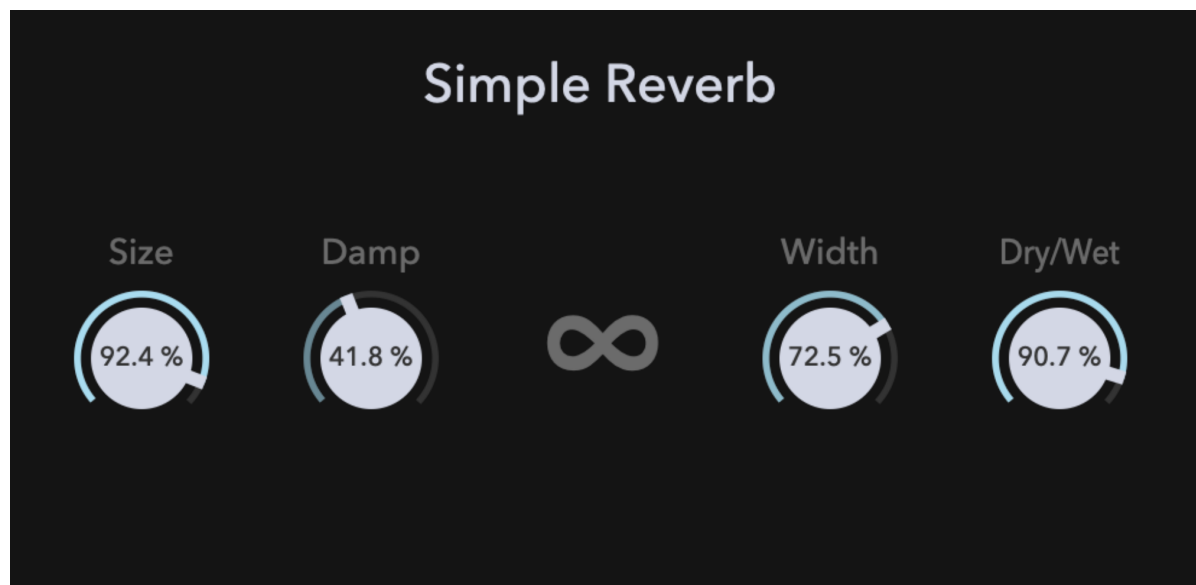 Simple Reverb
Size Damp Width Dry/Wet
92.4 % 41.8 % ∞ 72.5 % 90.7 %